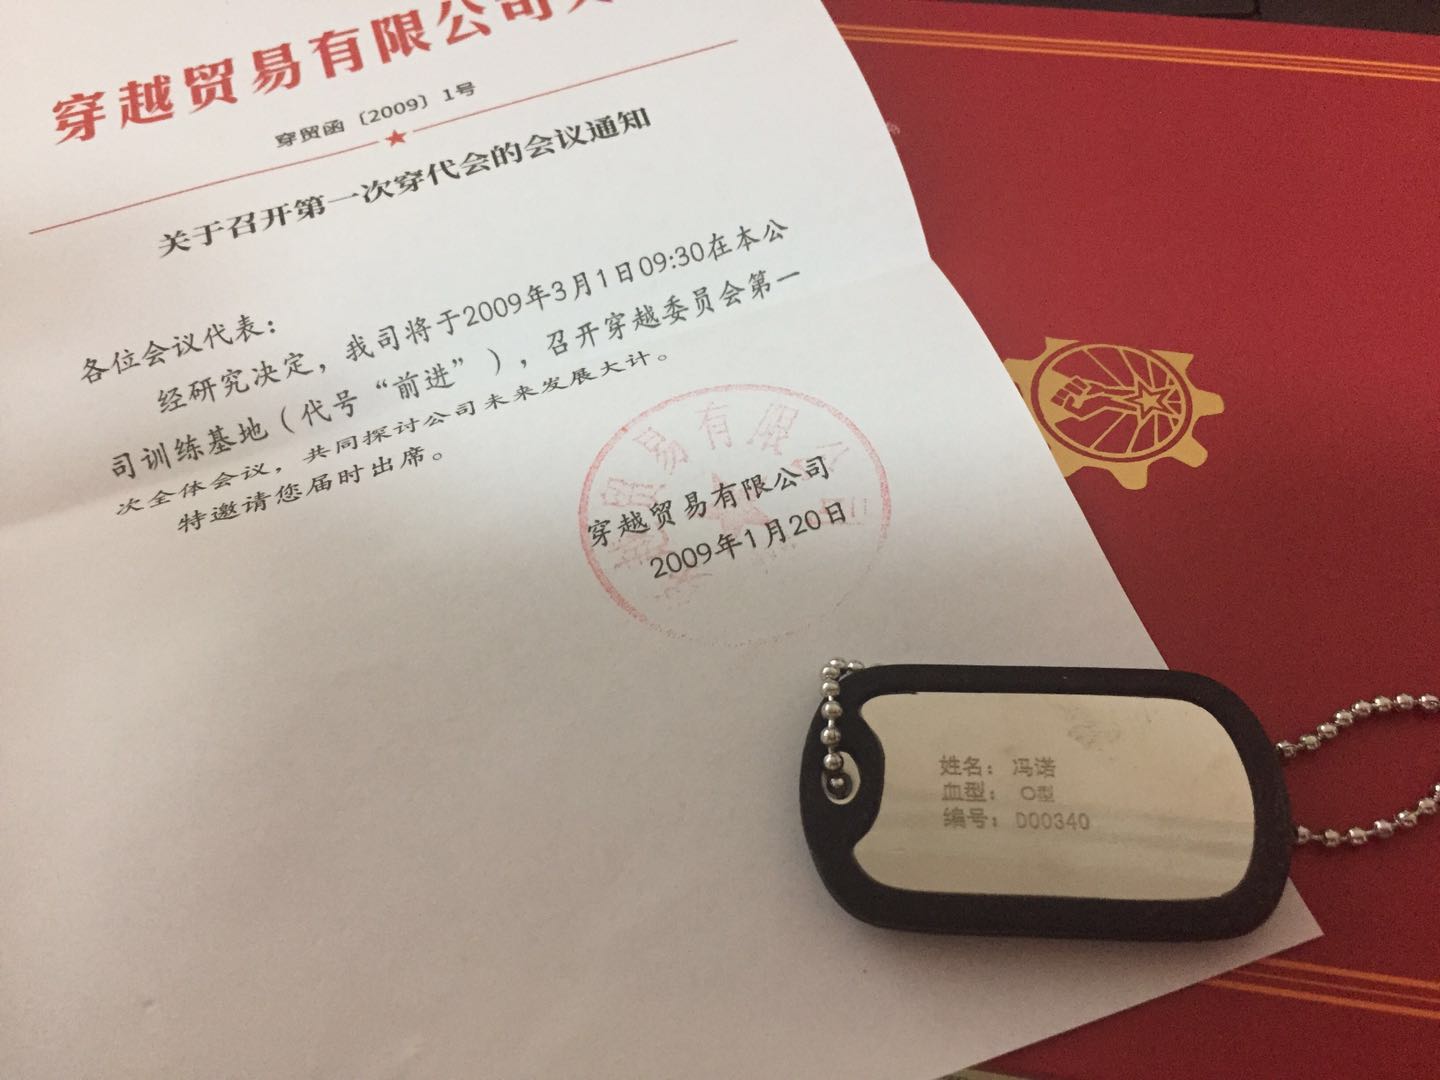 穿越贸易有限公司
穿贸函〔2009〕1号
关于召开第一次穿代会的会议通知
各位会议代表：
经研究决定，我司将于2009年3月1日09:30在本公
司训练基地（代号“前进”），召开穿越委员会第一
次全体会议，共同探讨公司未来发展大计。
特邀请您届时出席。
穿越贸易有限公司
2009年1月20日
越贸易有限公
姓名：冯诺
血型：O型
编号：D00340